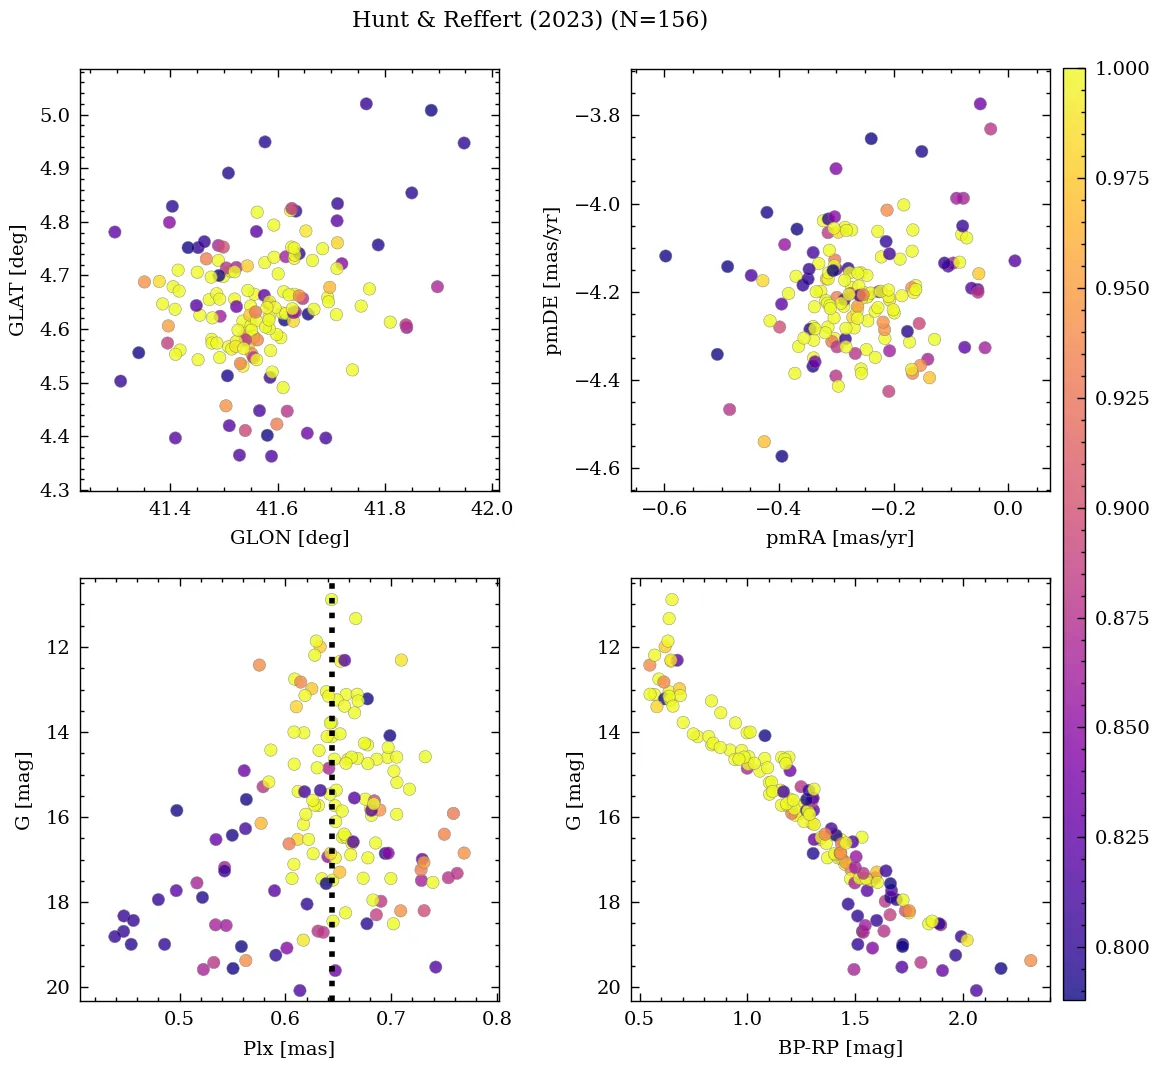 Hunt & Reffert (2023) (N=156)
5.0
4.9
4.8
4.7
4.6
4.5
4.4
4.3
GLAT [deg]
41.4 41.6 41.8 42.0
GLON [deg]
−3.8
−4.0
−4.2
−4.4
−4.6
pmDE [mas/yr]
−0.6 −0.4 −0.2 0.0
pmRA [mas/yr]
12
14
16
18
20
G [mag]
0.5 0.6 0.7 0.8
Plx [mas]
12
14
16
18
20
G [mag]
0.5 1.0 1.5 2.0
BP-RP [mag]
1.000
0.975
0.950
0.925
0.900
0.875
0.850
0.825
0.800